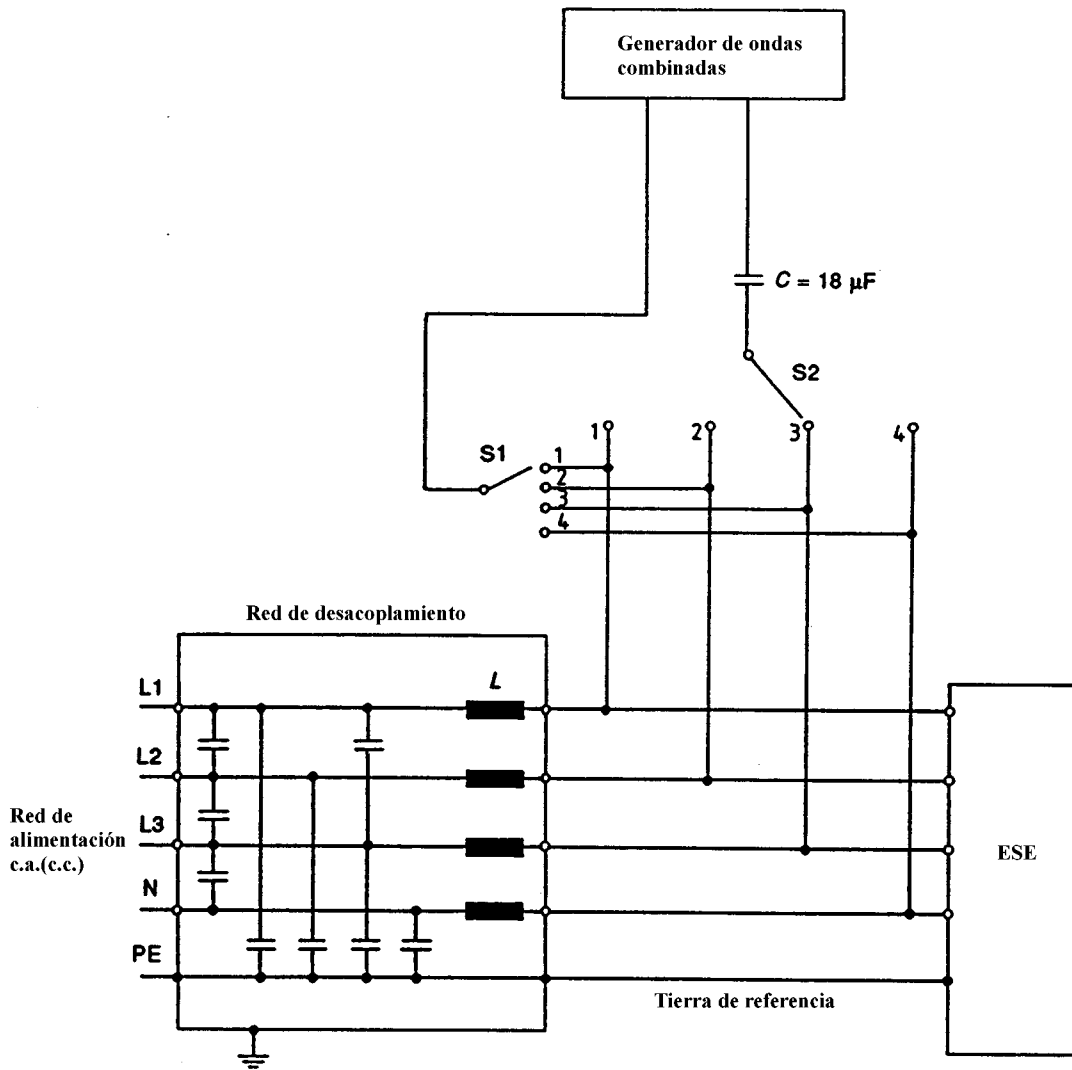 Generador de ondas
combinadas
C = 18 µF
S2
1
2
3
4
S1
1
2
3
4
Red de desacoplamiento
L1
L
L2
Red de
alimentación
c.a.(c.c.)
L3
ESE
N
PE
Tierra de referencia